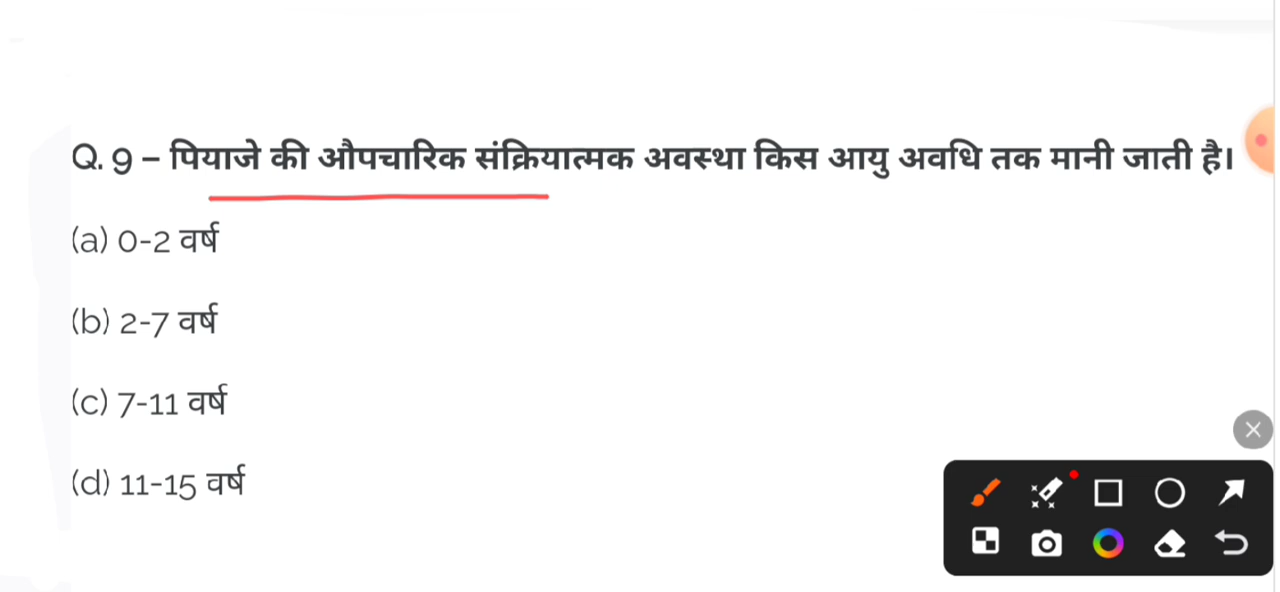 Q. 9 – पियाजे की औपचारिक संक्रियात्मक अवस्था किस आयु अवधि तक मानी जाती है।
(a) 0-2 वर्ष
(b) 2-7 वर्ष
(c) 7-11 वर्ष
(d) 11-15 वर्ष